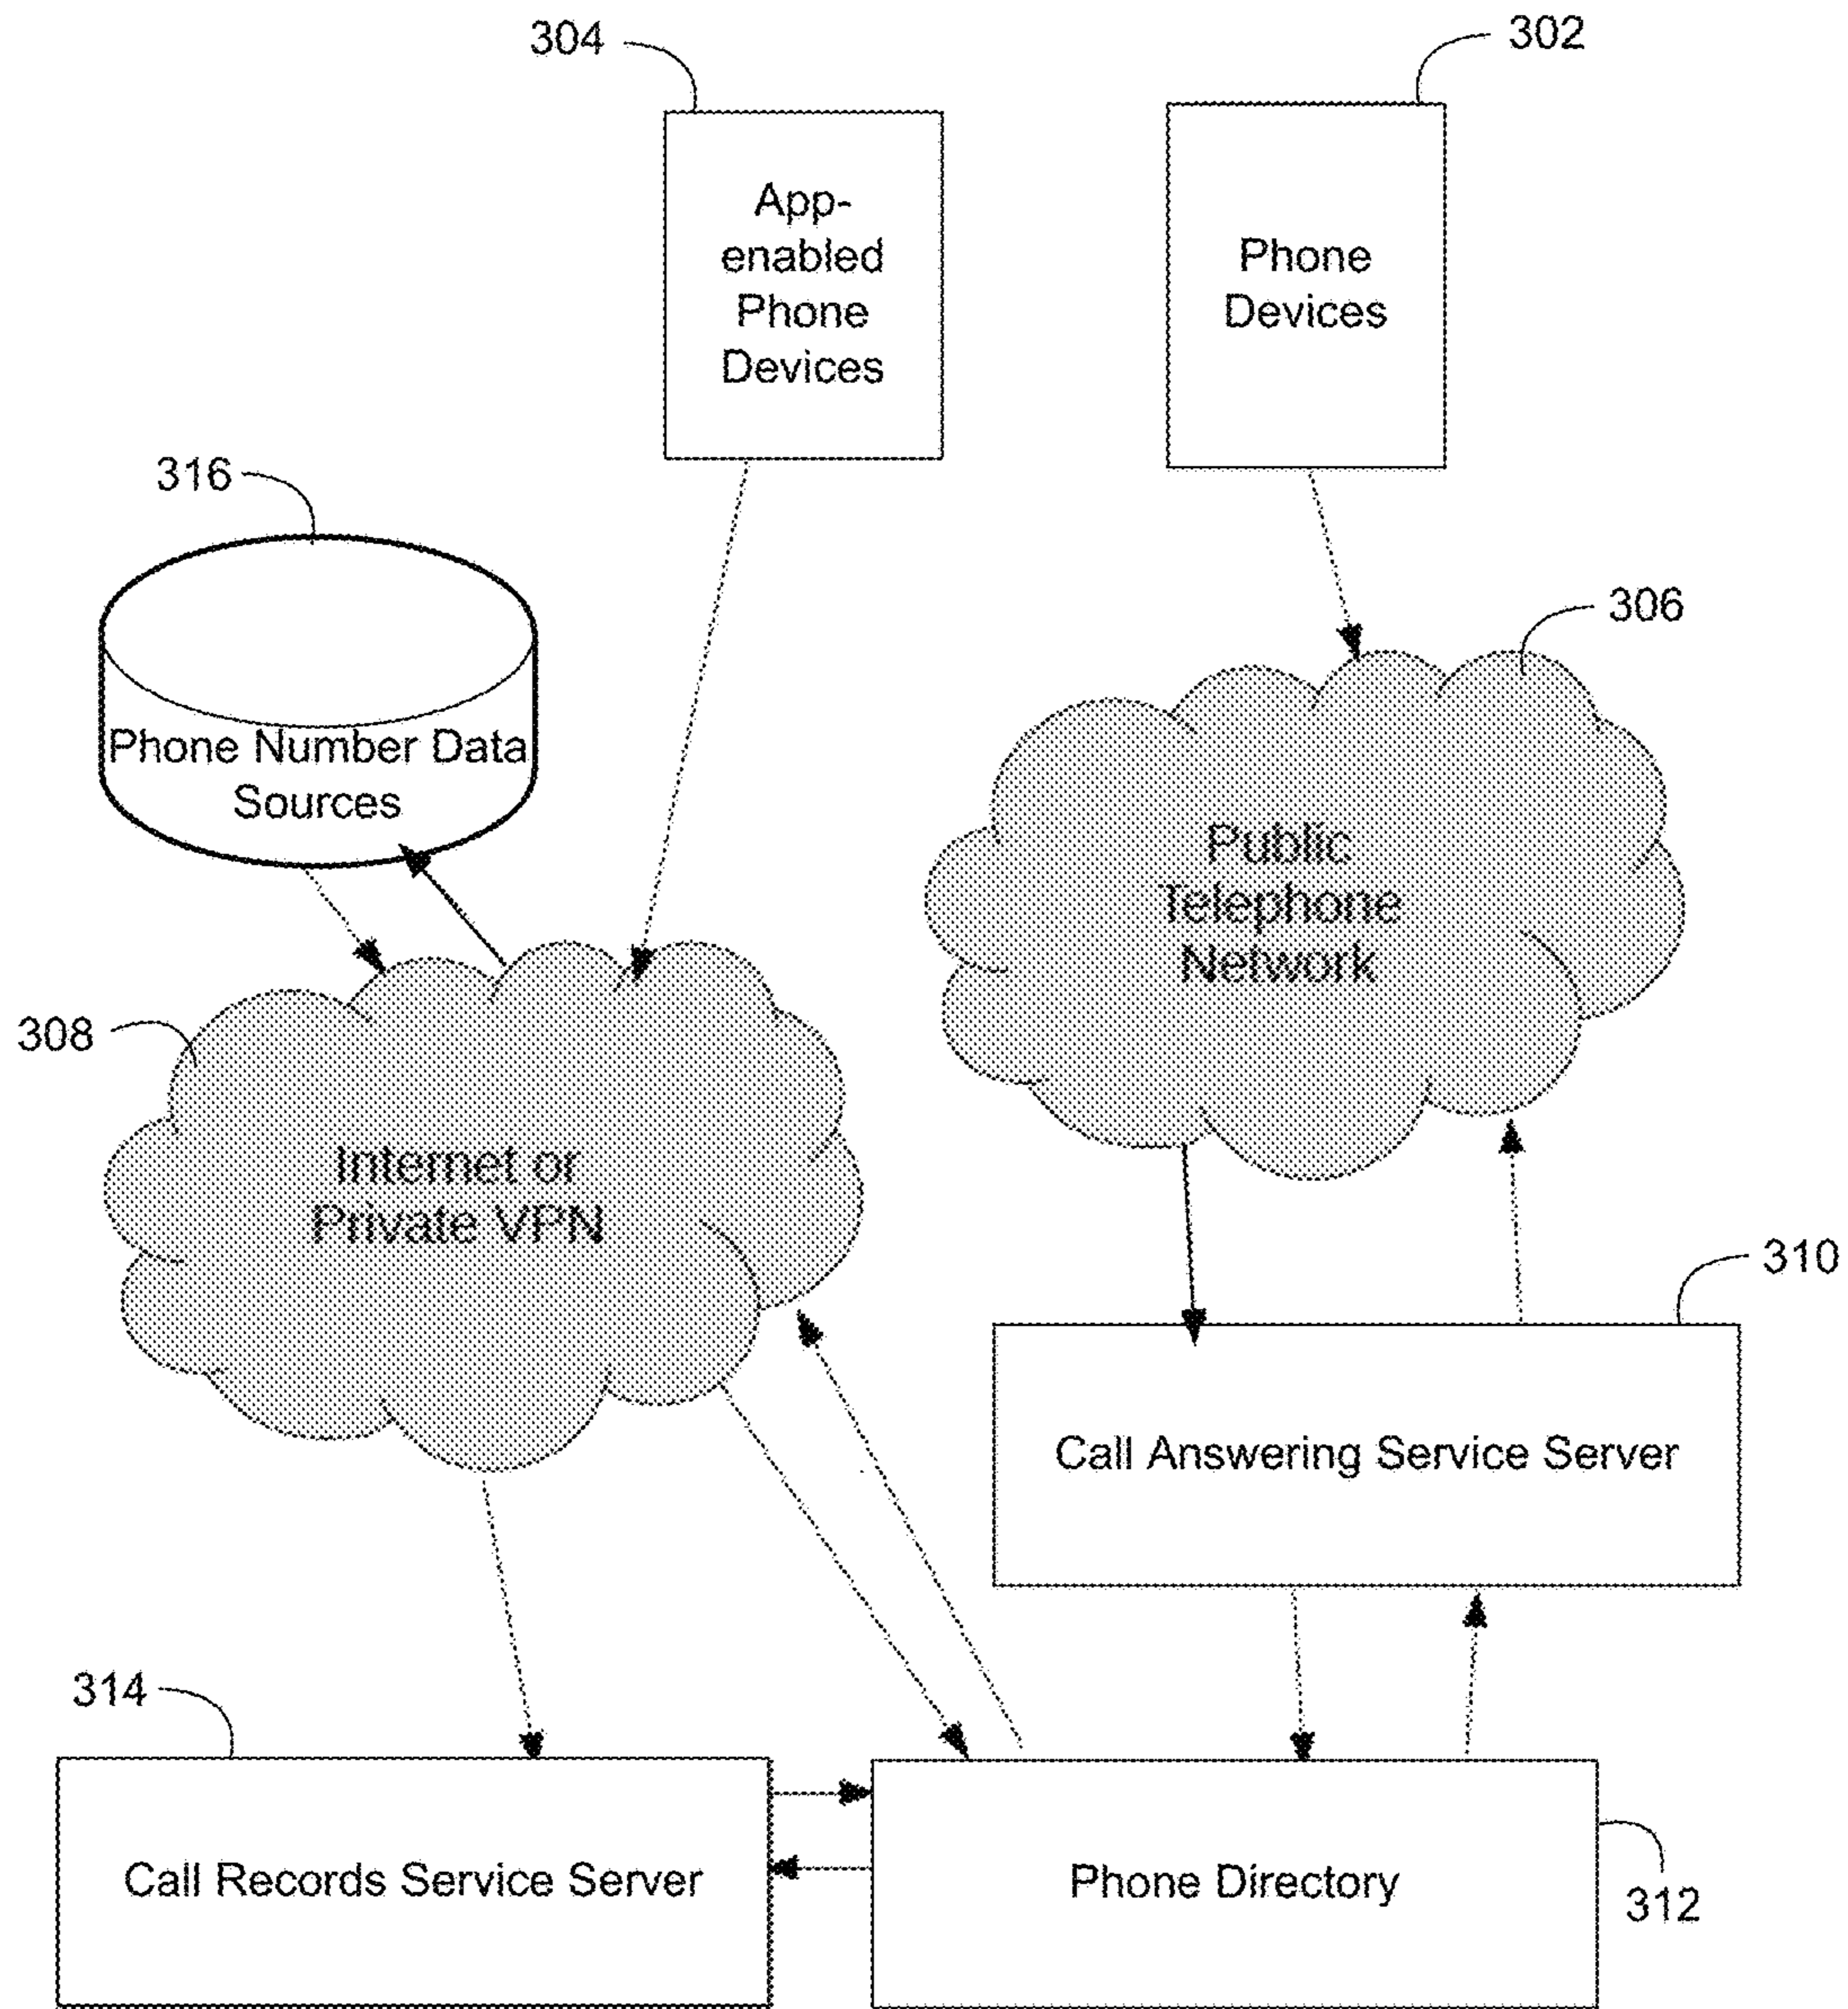 304
302
App-
enabled
Phone
Devices
Phone
Devices
316
306
Phone Number Data
Sources
Public
Telephone
Network
308
Internet or
Private VPN
310
Call Answering Service Server
314
Call Records Service Server
Phone Directory
312